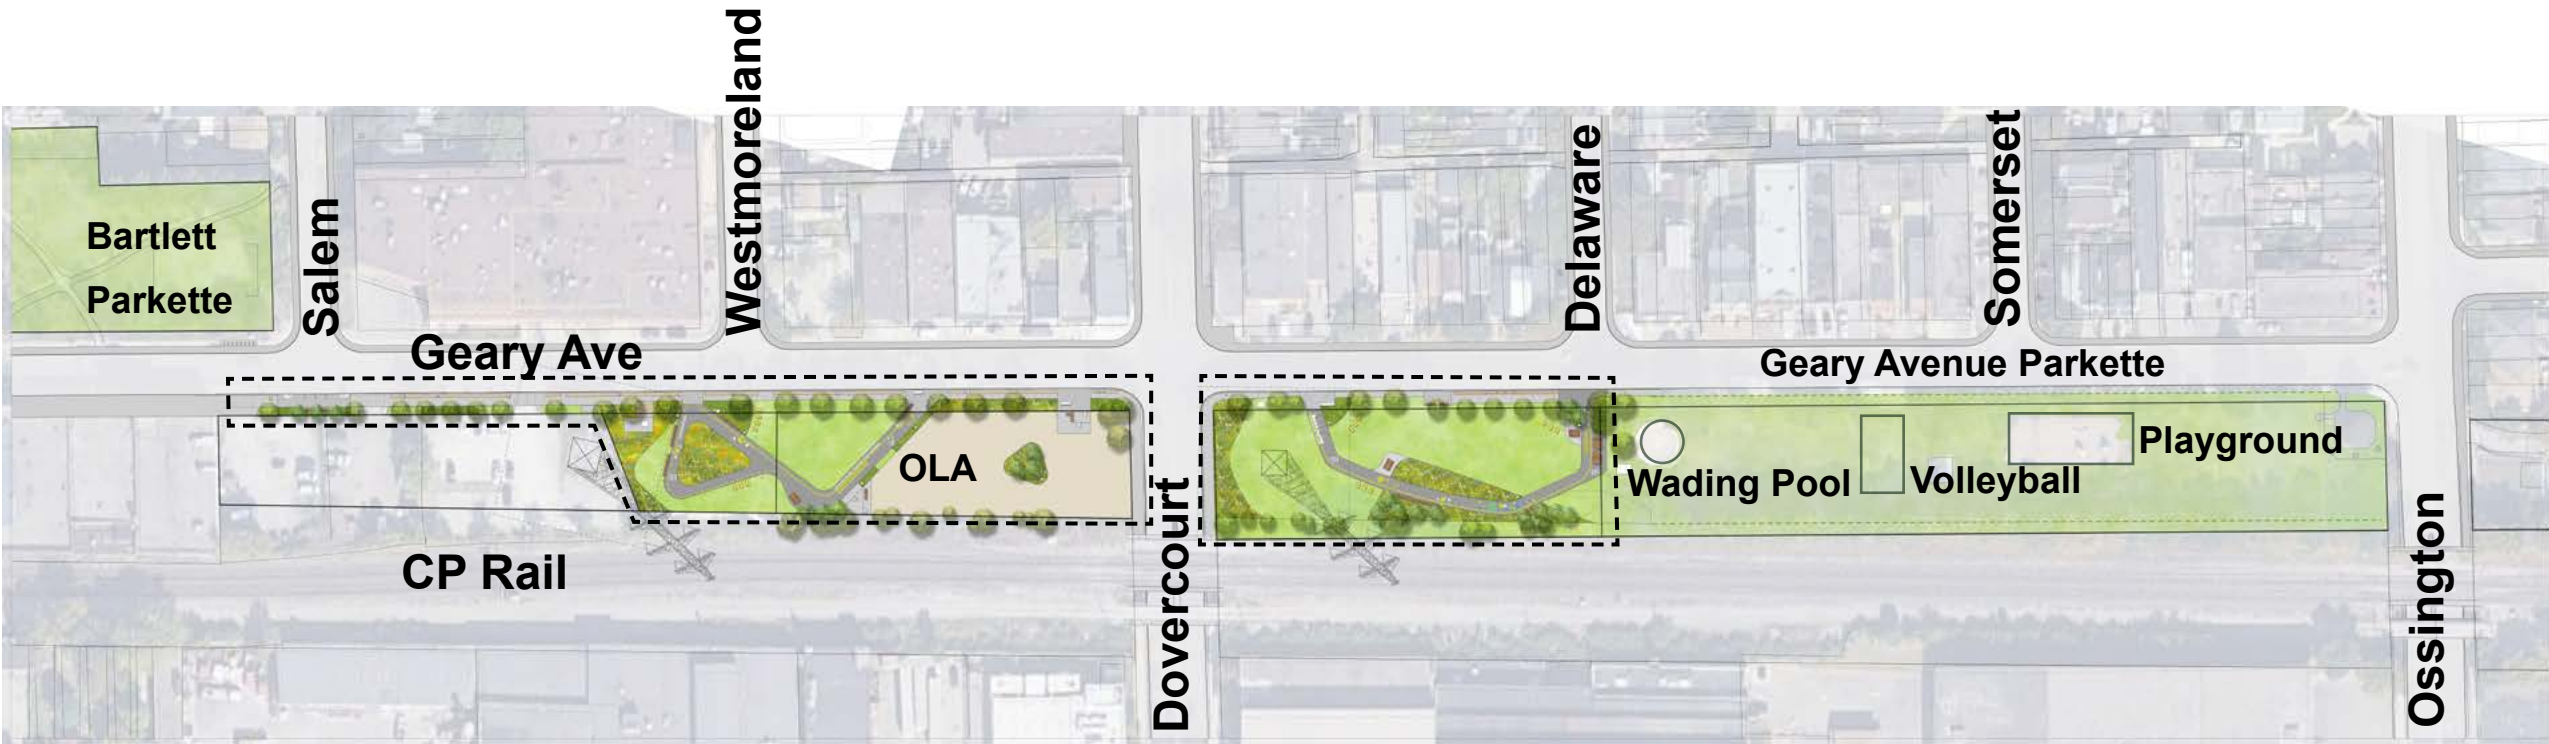 Westmoreland
Delaware
Somerset
Salem
Bartlett
Parkette
Geary Ave
Geary Avenue Parkette
OLA
Wading Pool
Volleyball
Playground
CP Rail
Dovercourt
Ossington